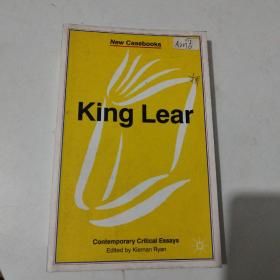 New Casebooks
King Lear
Contemporary Critical Essays
Edited by Kiernan Ryan